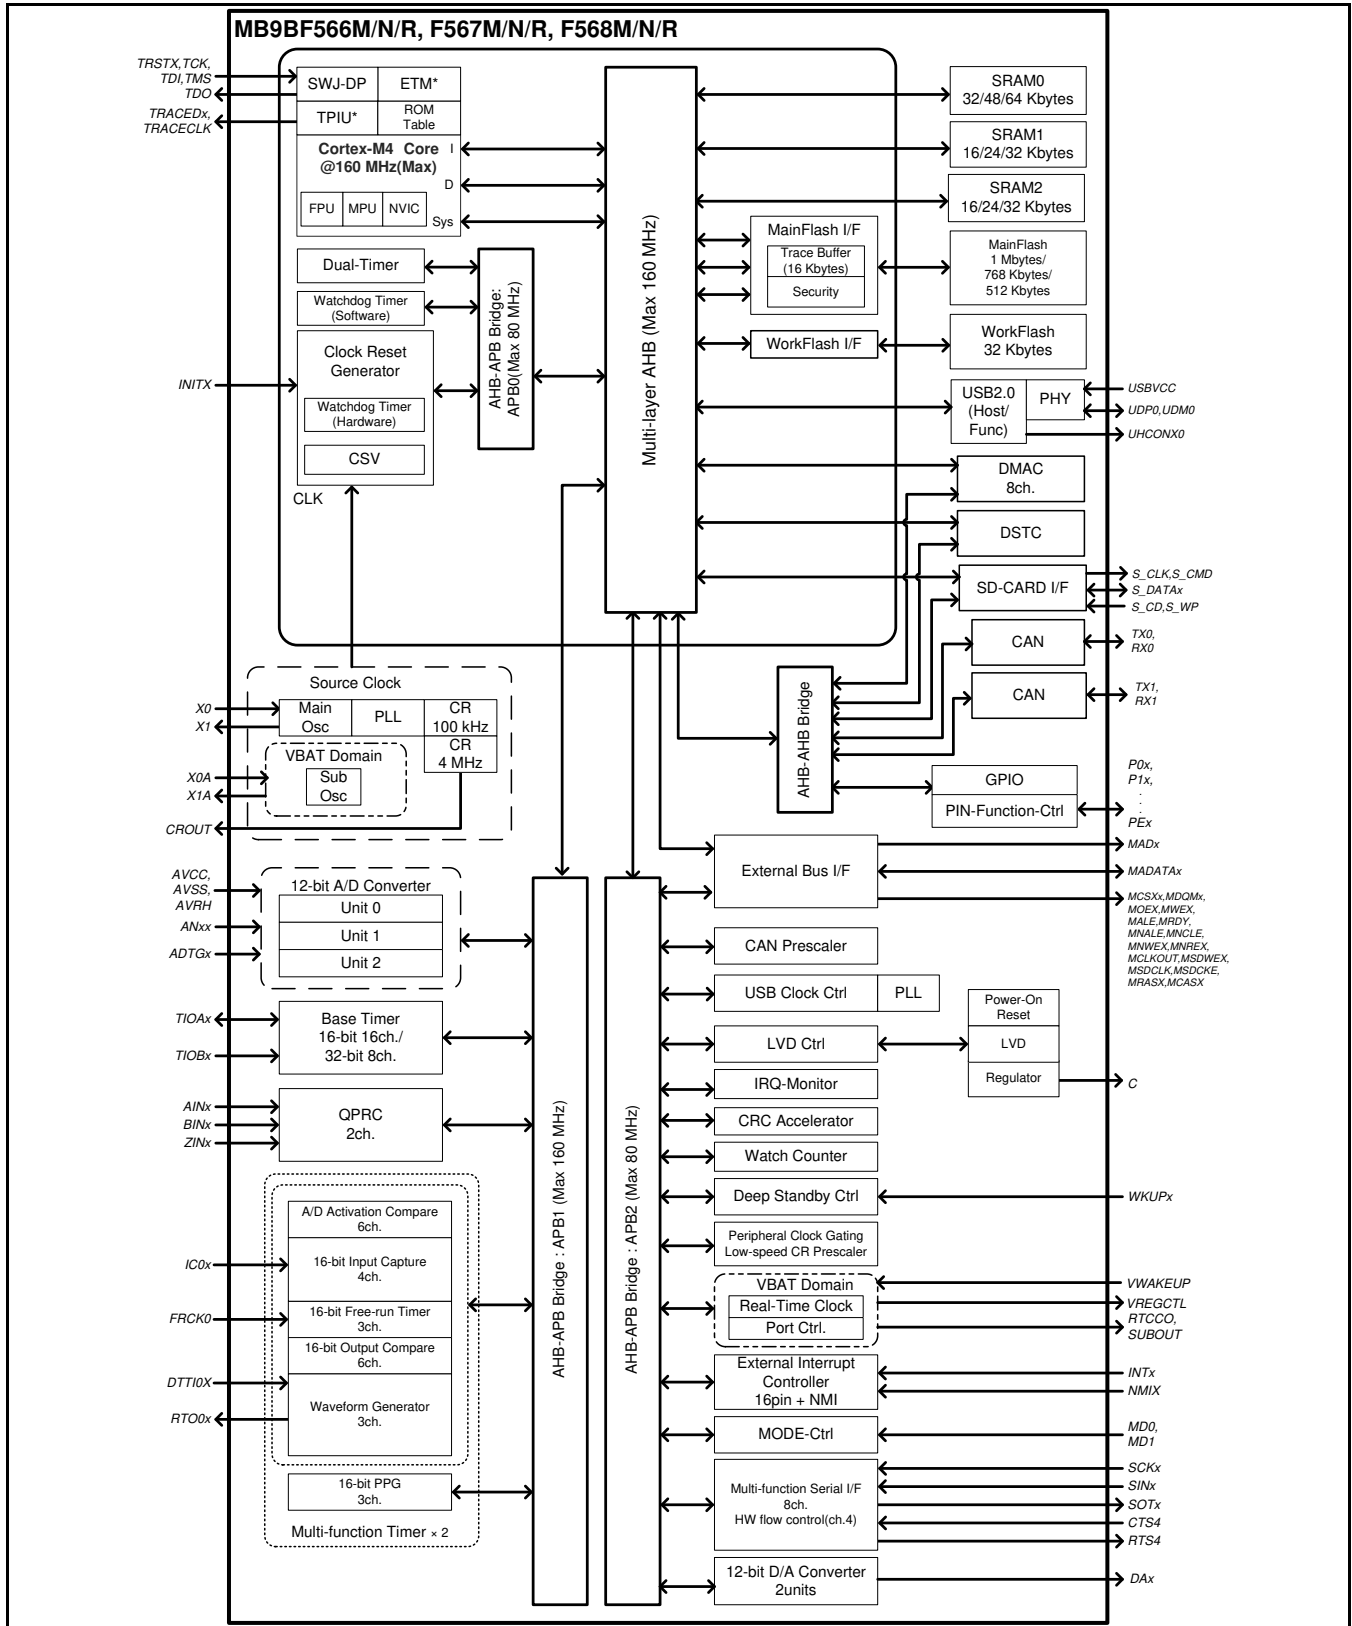 MB9BF566M/N/R, F567M/N/R, F568M/N/R
TRSTX,TCK,
TDI,TMS
TDO
TRACEDx,
TRACECLK
SWJ-DP
ETM*
TPIU*
ROM
Table
Cortex-M4 Core
@160 MHz(Max)
I
D
Sys
FPU
MPU
NVIC
Dual-Timer
Watchdog Timer
(Software)
Clock Reset
Generator
Watchdog Timer
(Hardware)
CSV
CLK
INITX
AHB-APB Bridge:
APB0(Max 80 MHz)
Multi-layer AHB (Max 160 MHz)
SRAM0
32/48/64 Kbytes
SRAM1
16/24/32 Kbytes
SRAM2
16/24/32 Kbytes
MainFlash I/F
Trace Buffer
(16 Kbytes)
Security
MainFlash
1 Mbytes/
768 Kbytes/
512 Kbytes
WorkFlash I/F
WorkFlash
32 Kbytes
USB2.0
(Host/
Func)
PHY
USBVCC
UDP0,UDM0
UHCONX0
DMAC
8ch.
DSTC
SD-CARD I/F
S_CLK,S_CMD
S_DATAx
S_CD,S_WP
CAN
TX0,
RX0
CAN
TX1,
RX1
AHB-AHB Bridge
GPIO
PIN-Function-Ctrl
P0x,
P1x,
.
.
PEx
Source Clock
X0
X1
Main
Osc
PLL
CR
100 kHz
CR
4 MHz
VBAT Domain
Sub
Osc
X0A
X1A
CROUT
AVCC,
AVSS,
AVRH
ANxx
ADTGx
12-bit A/D Converter
Unit 0
Unit 1
Unit 2
TIOAx
TIOBx
Base Timer
16-bit 16ch./
32-bit 8ch.
AINx
BINx
ZINx
QPRC
2ch.
A/D Activation Compare
6ch.
IC0x
16-bit Input Capture
4ch.
FRCK0
16-bit Free-run Timer
3ch.
16-bit Output Compare
6ch.
DTTI0X
RTO0x
Waveform Generator
3ch.
16-bit PPG
3ch.
Multi-function Timer × 2
AHB-APB Bridge : APB1 (Max 160 MHz)
AHB-APB Bridge : APB2 (Max 80 MHz)
External Bus I/F
MADx
MADATAx
MCSXx,MDQMx,
MOEX,MWEX,
MALE,MRDY,
MNALE,MNCLE,
MNWEX,MNREX,
MCLKOUT,MSDWEX,
MSDCLK,MSDCKE,
MRASX,MCASX
CAN Prescaler
USB Clock Ctrl
PLL
LVD Ctrl
Power-On
Reset
LVD
Regulator
C
IRQ-Monitor
CRC Accelerator
Watch Counter
Deep Standby Ctrl
WKUPx
Peripheral Clock Gating
Low-speed CR Prescaler
VBAT Domain
Real-Time Clock
Port Ctrl.
VWAKEUP
VREGCTL
RTCCO,
SUBOUT
External Interrupt
Controller
16pin + NMI
INTx
NMIX
MODE-Ctrl
MD0,
MD1
Multi-function Serial I/F
8ch.
HW flow control(ch.4)
SCKx
SINx
SOTx
CTS4
RTS4
12-bit D/A Converter
2units
DAx